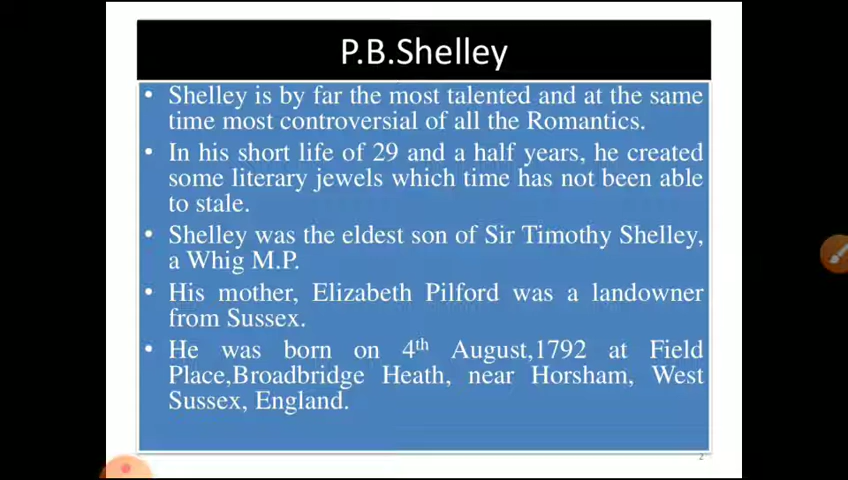 P.B.Shelley
• Shelley is by far the most talented and at the same
time most controversial of all the Romantics.
• In his short life of 29 and a half years, he created
some literary jewels which time has not been able
to stale.
• Shelley was the eldest son of Sir Timothy Shelley,
a Whig M.P.
• His mother, Elizabeth Pilford was a landowner
from Sussex.
• He was born on 4th August,1792 at Field
Place,Broadbridge Heath, near Horsham, West
Sussex, England.
2